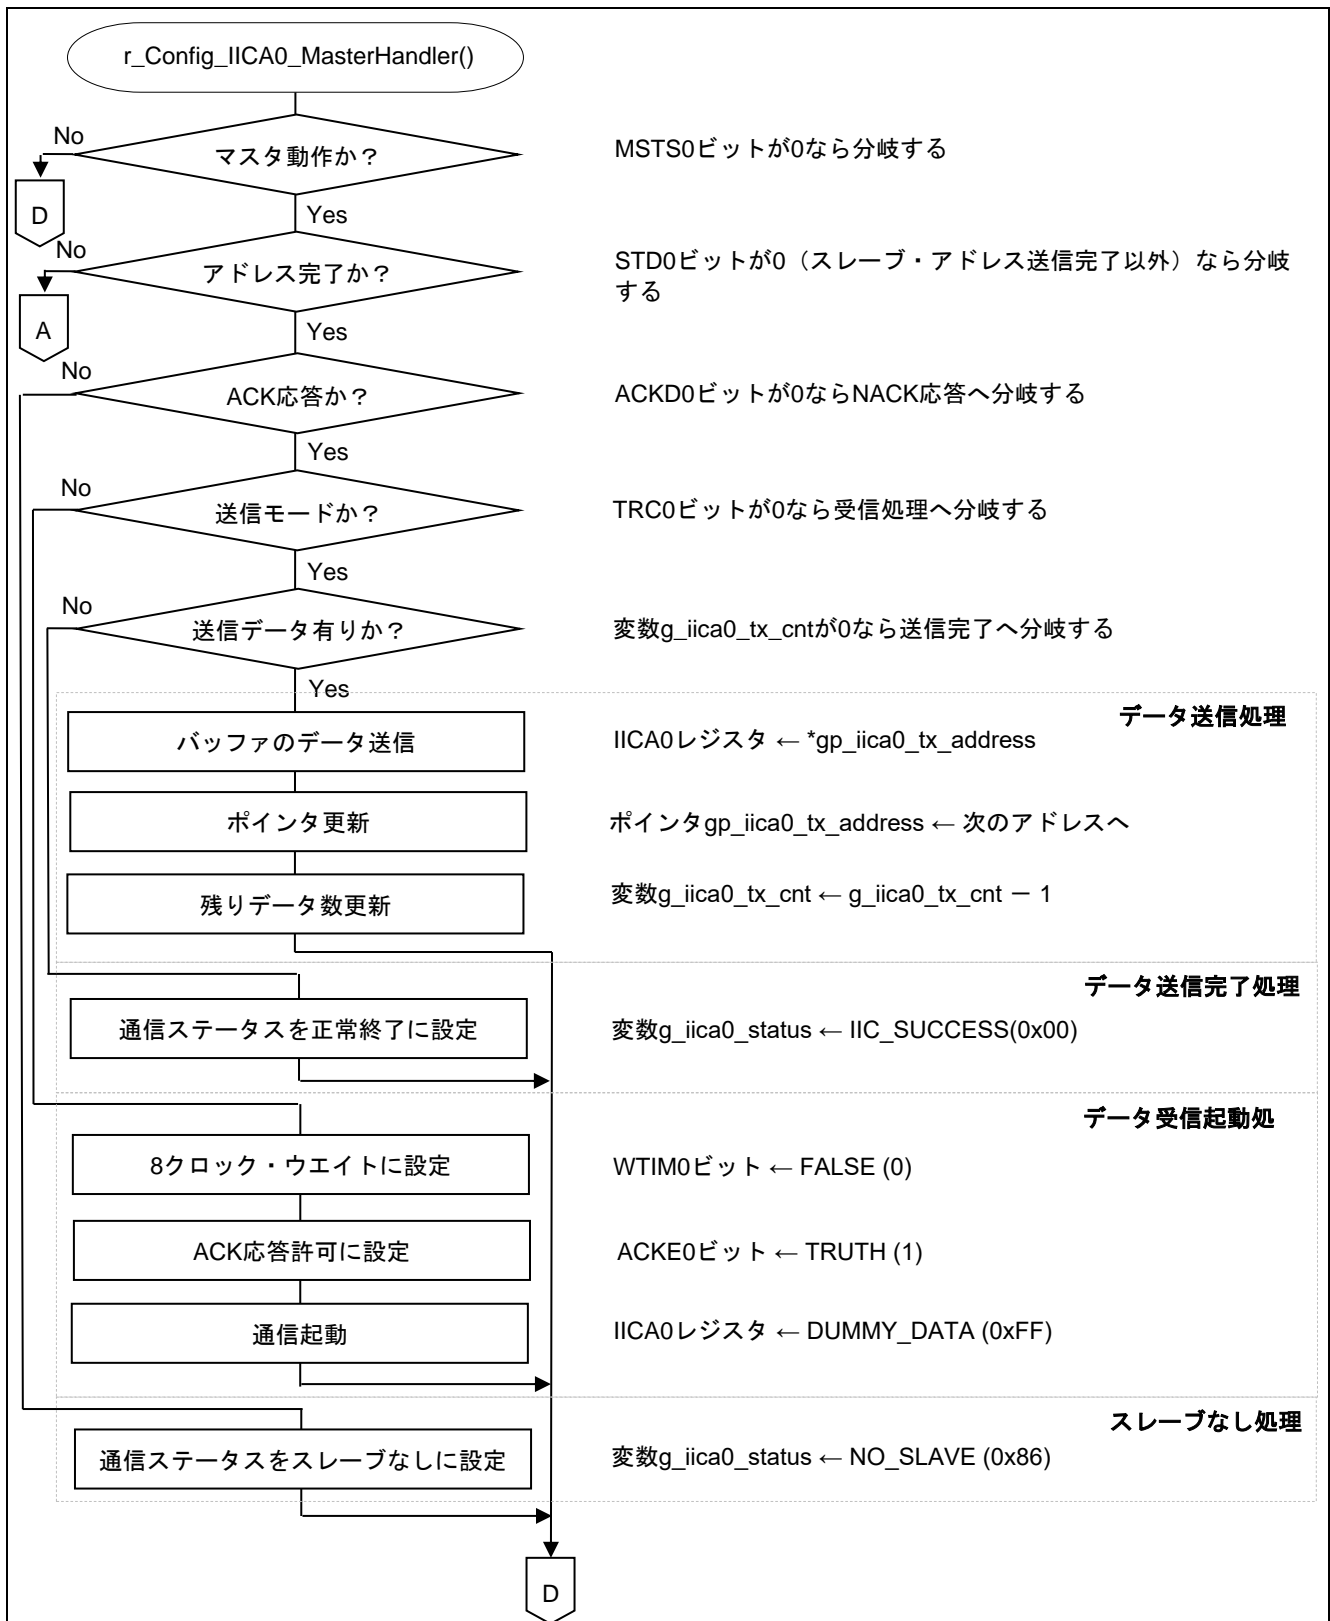 r_Config_IICA0_MasterHandler()
No
マスタ動作か？
MSTS0ビットが0なら分岐する
D
Yes
No
アドレス完了か？
STD0ビットが0（スレーブ・アドレス送信完了以外）なら分岐
する
A
Yes
No
ACK応答か？
ACKD0ビットが0ならNACK応答へ分岐する
Yes
No
送信モードか？
TRC0ビットが0なら受信処理へ分岐する
Yes
No
送信データ有りか？
変数g_iica0_tx_cntが0なら送信完了へ分岐する
Yes
データ送信処理
バッファのデータ送信
IICA0レジスタ ← *gp_iica0_tx_address
ポインタ更新
ポインタgp_iica0_tx_address ← 次のアドレスへ
残りデータ数更新
変数g_iica0_tx_cnt ← g_iica0_tx_cnt － 1
データ送信完了処理
通信ステータスを正常終了に設定
変数g_iica0_status ← IIC_SUCCESS(0x00)
データ受信起動処
8クロック・ウエイトに設定
WTIM0ビット ← FALSE (0)
ACK応答許可に設定
ACKE0ビット ← TRUTH (1)
通信起動
IICA0レジスタ ← DUMMY_DATA (0xFF)
スレーブなし処理
通信ステータスをスレーブなしに設定
変数g_iica0_status ← NO_SLAVE (0x86)
D